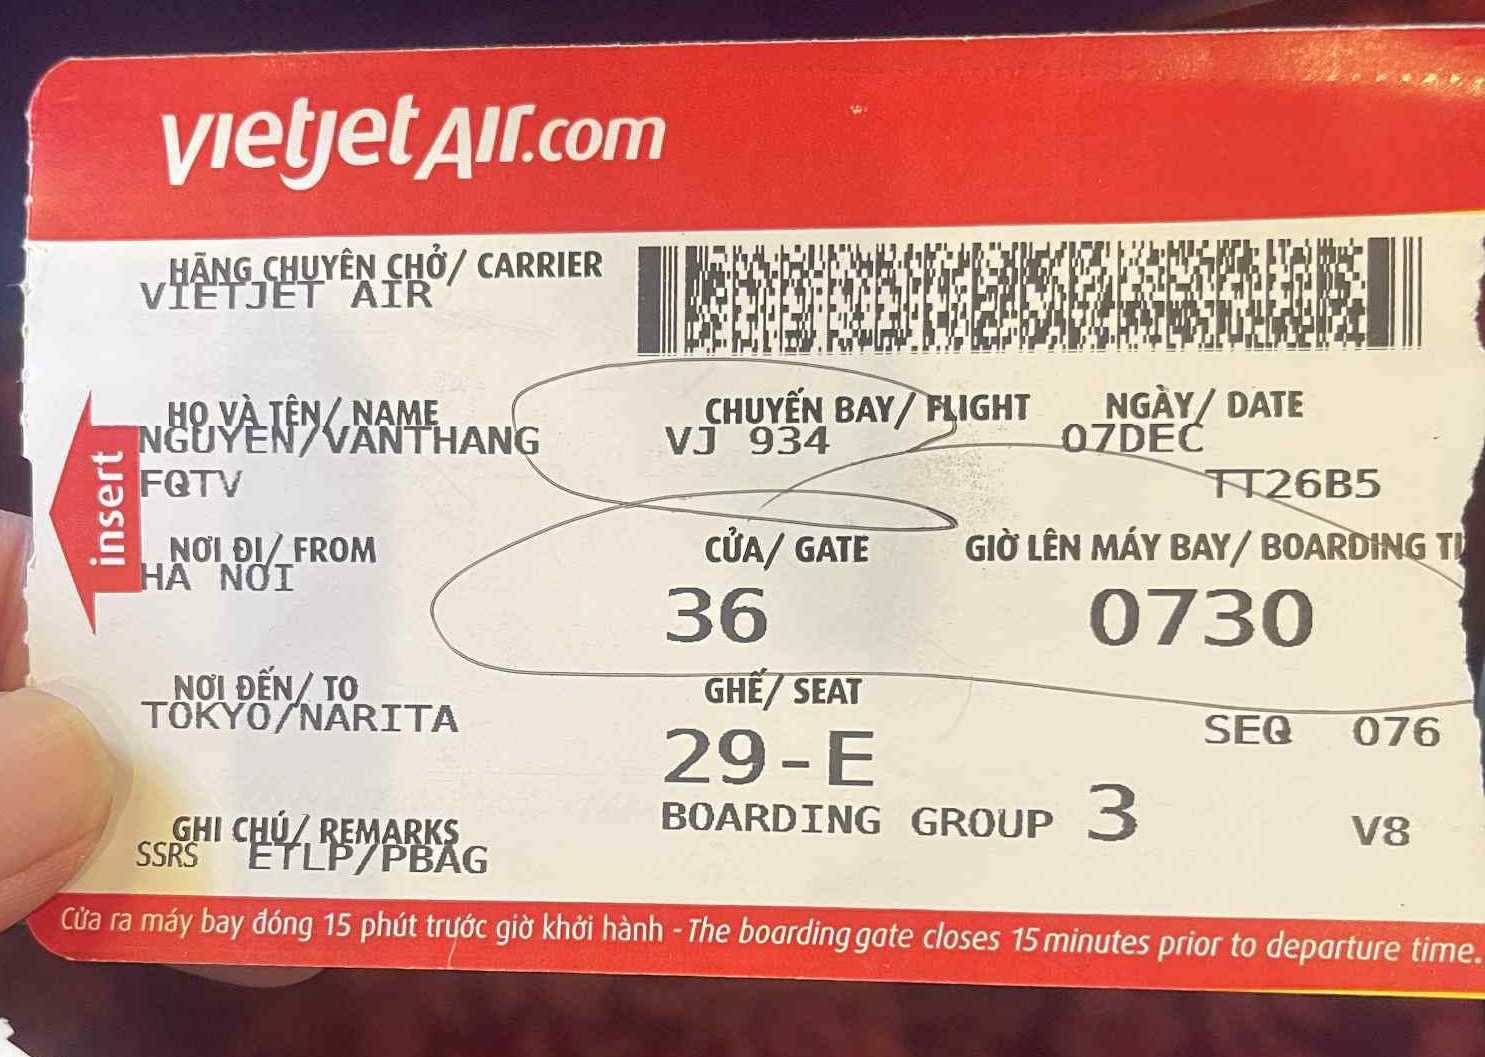 vietjetAir.com
HÃNG CHUYÊN CHỞ/ CARRIER
VIETJET AIR
HỌ VÀ TÊN/ NAME CHUYẾN BAY/ FLIGHT NGÀY/ DATE
NGUYEN/VANTHANG VJ 934 07DEC
FQTV TT26B5
NƠI ĐI/ FROM CỬA/ GATE GIỜ LÊN MÁY BAY/ BOARDING
HA NOI 36 0730
insert
NƠI ĐẾN/ TO GHẾ/ SEAT
TOKYO/NARITA SEQ 076
29-E
GHI CHÚ/ REMARKS BOARDING GROUP 3 V8
SSRS ETLP/PBAG
Cửa ra máy bay đóng 15 phút trước giờ khởi hành - The boarding gate closes 15 minutes prior to departure time.